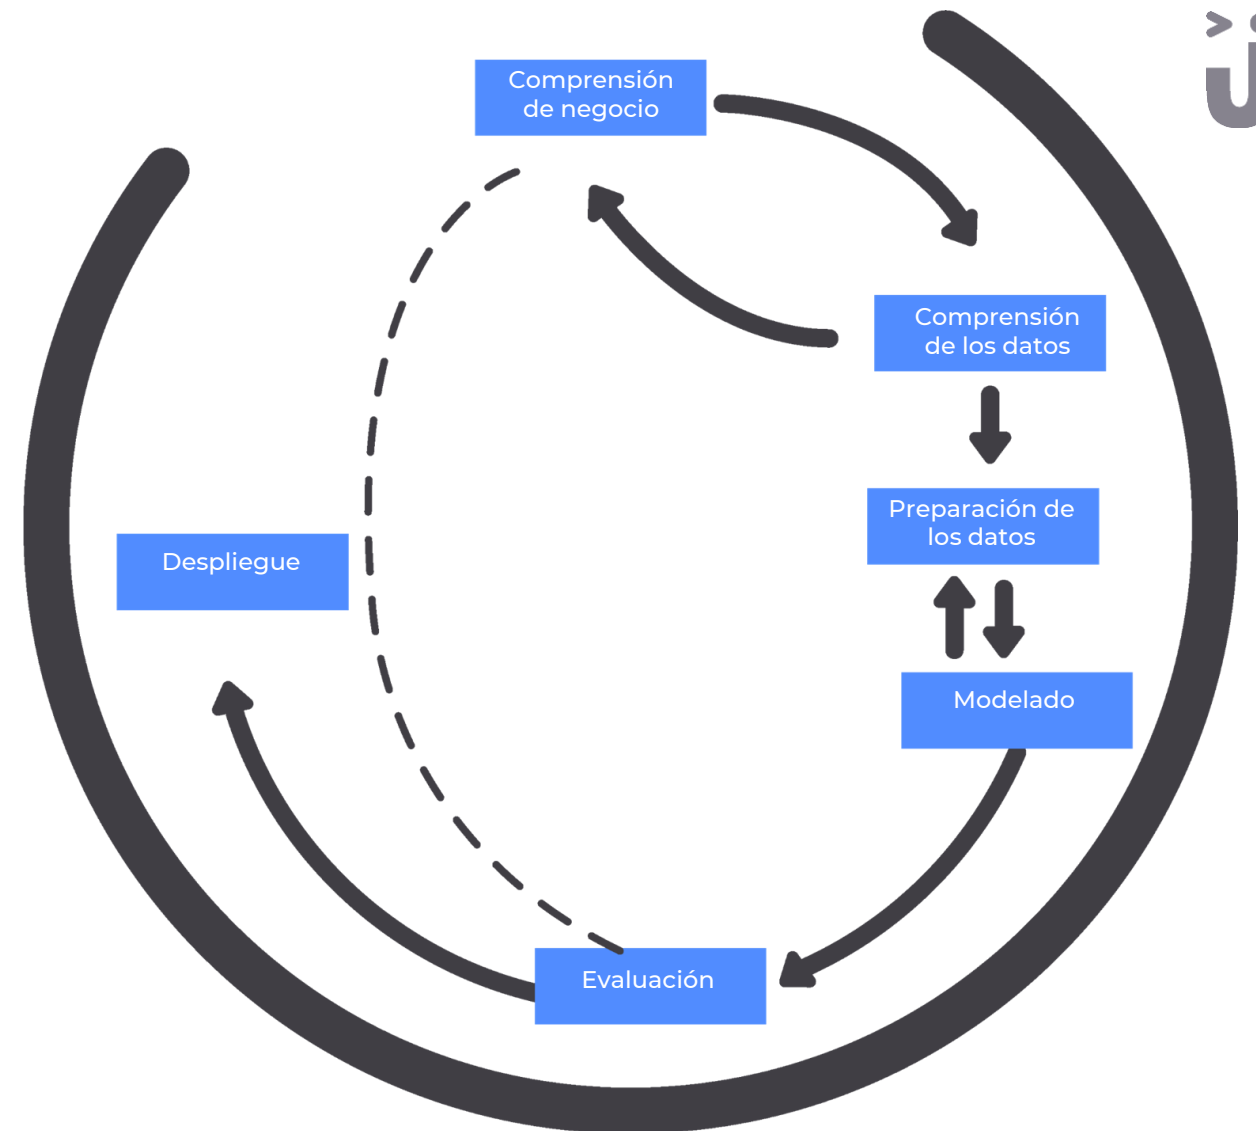 Comprensión
de negocio
Comprensión
de los datos
Preparación de
los datos
Modelado
Evaluación
Despliegue